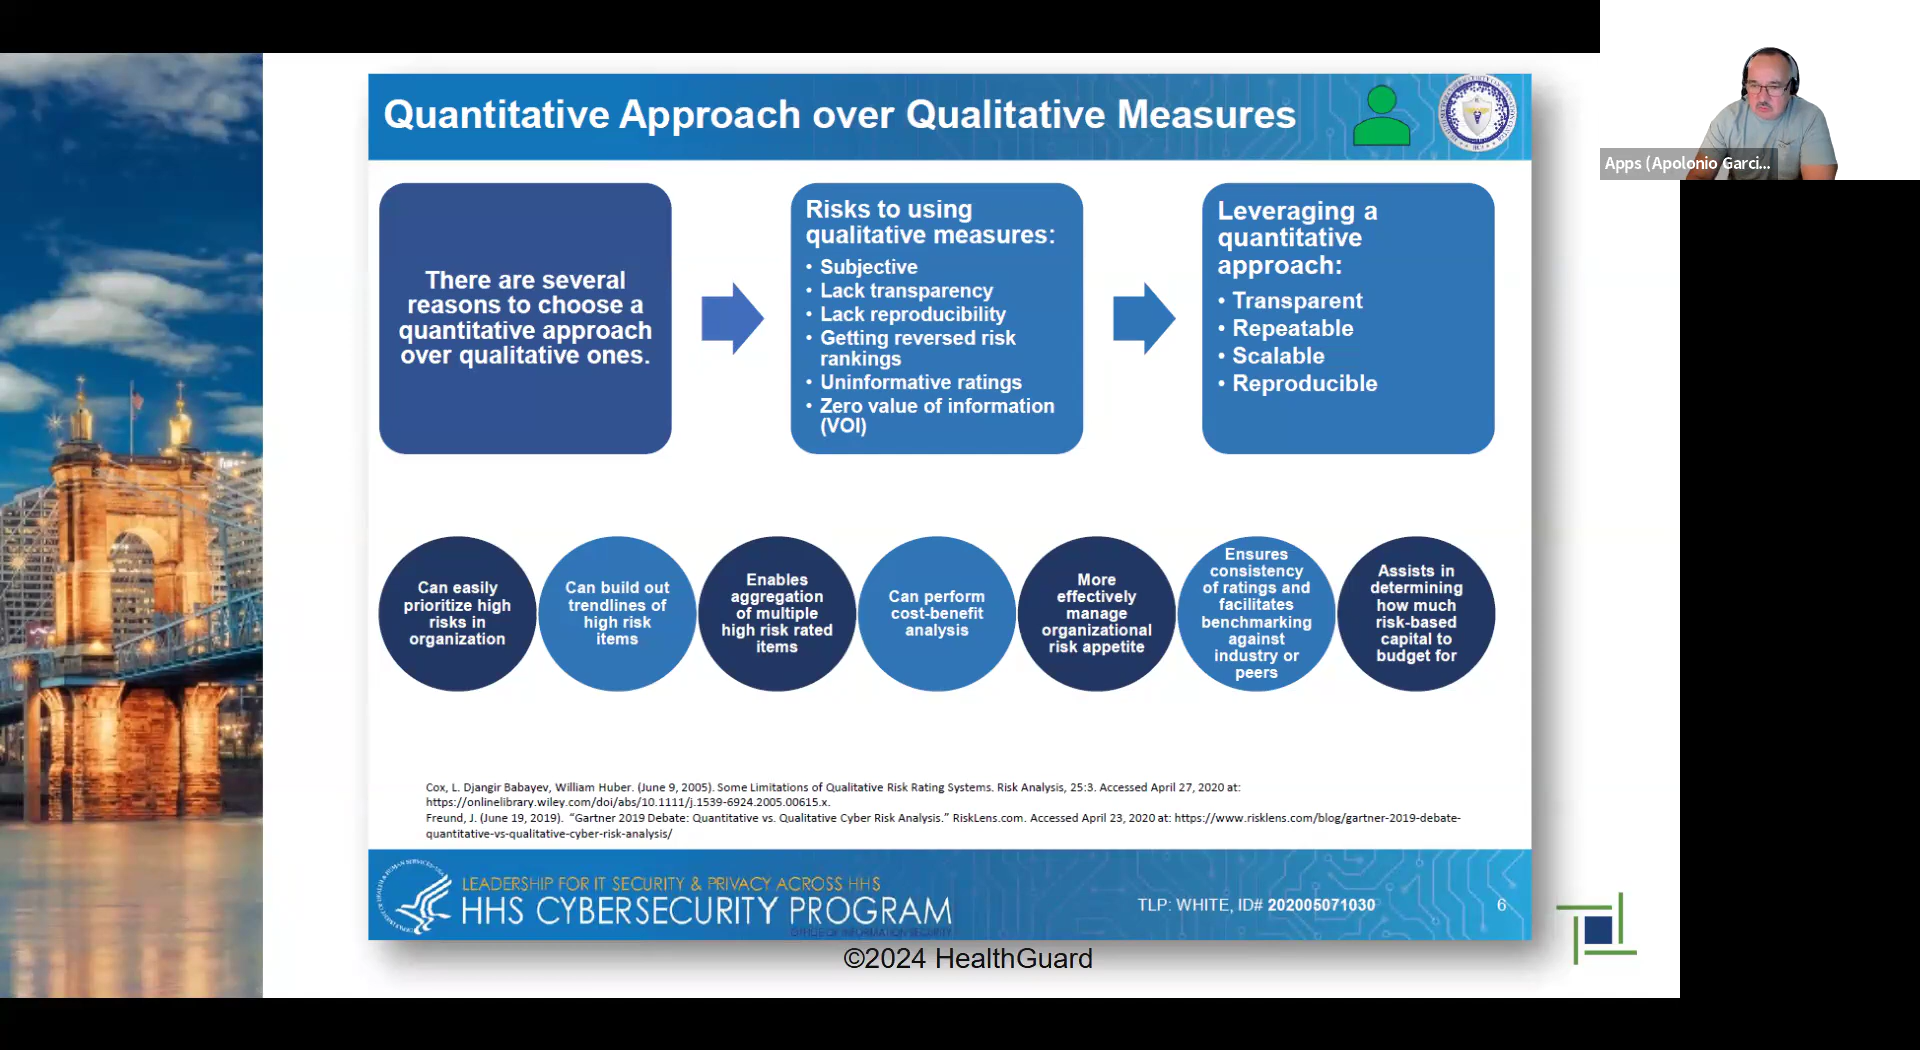 Quantitative Approach over Qualitative Measures
Apps (Apolonio Garci...
There are several
reasons to choose a
quantitative approach
over qualitative ones.
Risks to using
qualitative measures:
• Subjective
• Lack transparency
• Lack reproducibility
• Getting reversed risk
rankings
• Uninformative ratings
• Zero value of information
(VOI)
Leveraging a
quantitative
approach:
• Transparent
• Repeatable
• Scalable
• Reproducible
Can easily
prioritize high
risks in
organization
Can build out
trendlines of
high risk
items
Enables
aggregation
of multiple
high risk rated
items
Can perform
cost-benefit
analysis
More
effectively
manage
organizational
risk appetite
Ensures
consistency
of ratings and
facilitates
benchmarking
against
industry or
peers
Assists in
determining
how much
risk-based
capital to
budget for
Cox, L. Djangir Babayev, William Huber. (June 9, 2005). Some Limitations of Qualitative Risk Rating Systems. Risk Analysis, 25:3. Accessed April 27, 2020 at:
https://onlinelibrary.wiley.com/doi/abs/10.1111/j.1539-6924.2005.00615.x.
Freund, J. (June 19, 2019). "Gartner 2019 Debate: Quantitative vs. Qualitative Cyber Risk Analysis." RiskLens.com. Accessed April 23, 2020 at: https://www.risklens.com/blog/gartner-2019-debate-
quantitative-vs-qualitative-cyber-risk-analysis/
LEADERSHIP FOR IT SECURITY & PRIVACY ACROSS HHS
HHS CYBERSECURITY PROGRAM
OFFICE OF INFORMATION SECURITY
TLP: WHITE, ID# 202005071030
6
©2024 HealthGuard